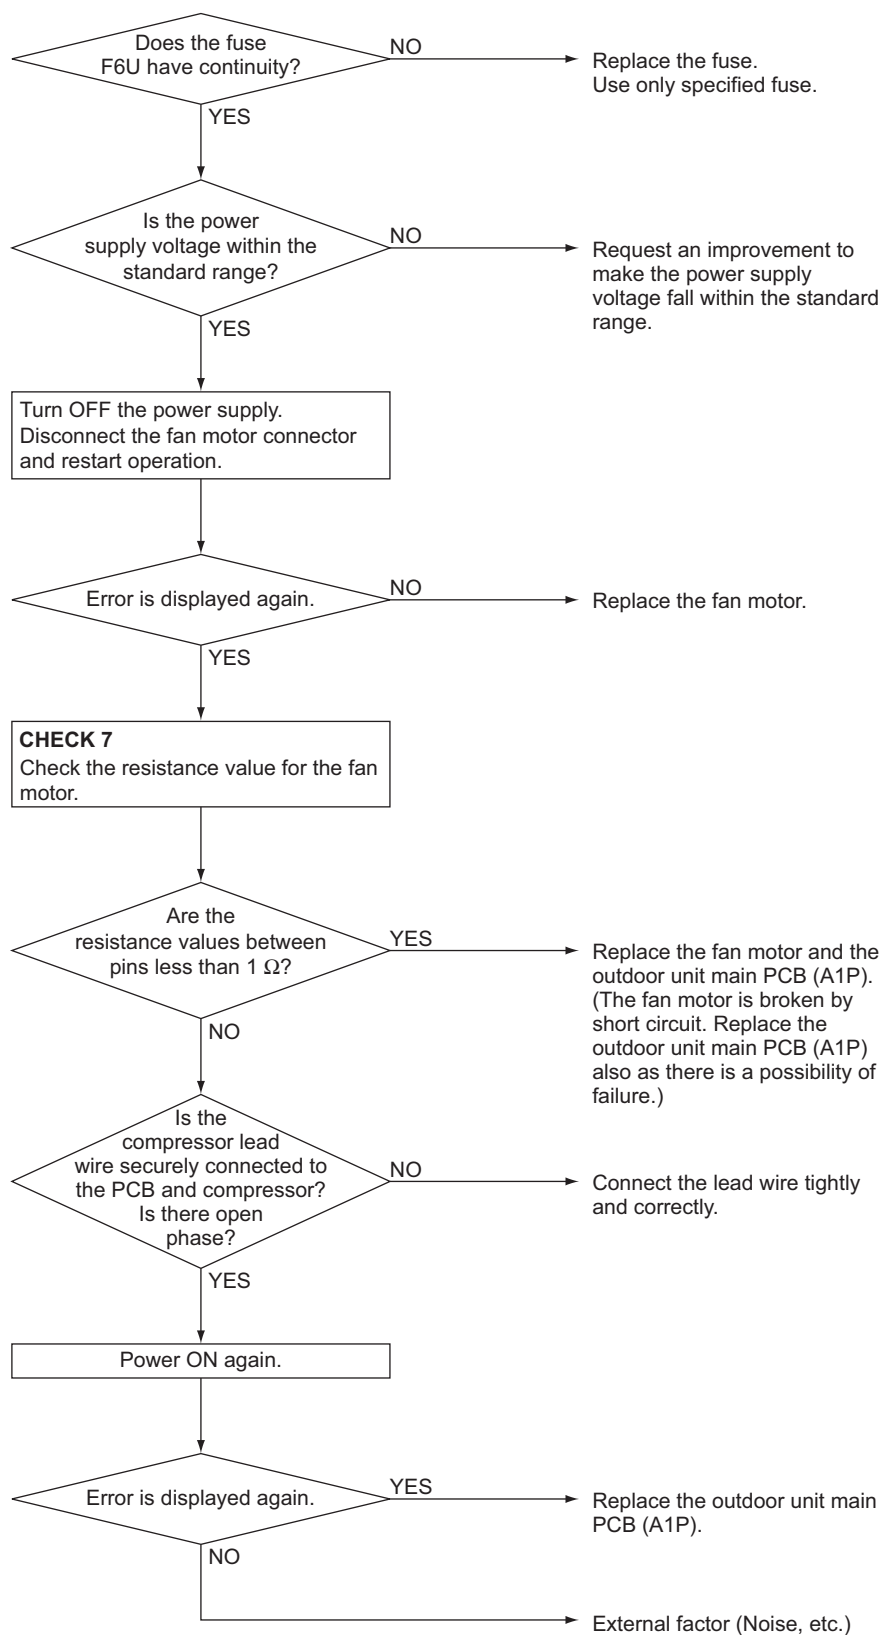 Does the fuse
F6U have continuity?
NO
Replace the fuse.
Use only specified fuse.
YES
Is the power
supply voltage within the
standard range?
NO
Request an improvement to
make the power supply
voltage fall within the standard
range.
YES
Turn OFF the power supply.
Disconnect the fan motor connector
and restart operation.
Error is displayed again.
NO
Replace the fan motor.
YES
CHECK 7
Check the resistance value for the fan
motor.
Are the
resistance values between
pins less than 1 Ω?
YES
Replace the fan motor and the
outdoor unit main PCB (A1P).
(The fan motor is broken by
short circuit. Replace the
outdoor unit main PCB (A1P)
also as there is a possibility of
failure.)
NO
Is the
compressor lead
wire securely connected to
the PCB and compressor?
Is there open
phase?
NO
Connect the lead wire tightly
and correctly.
YES
Power ON again.
Error is displayed again.
YES
Replace the outdoor unit main
PCB (A1P).
NO
External factor (Noise, etc.)